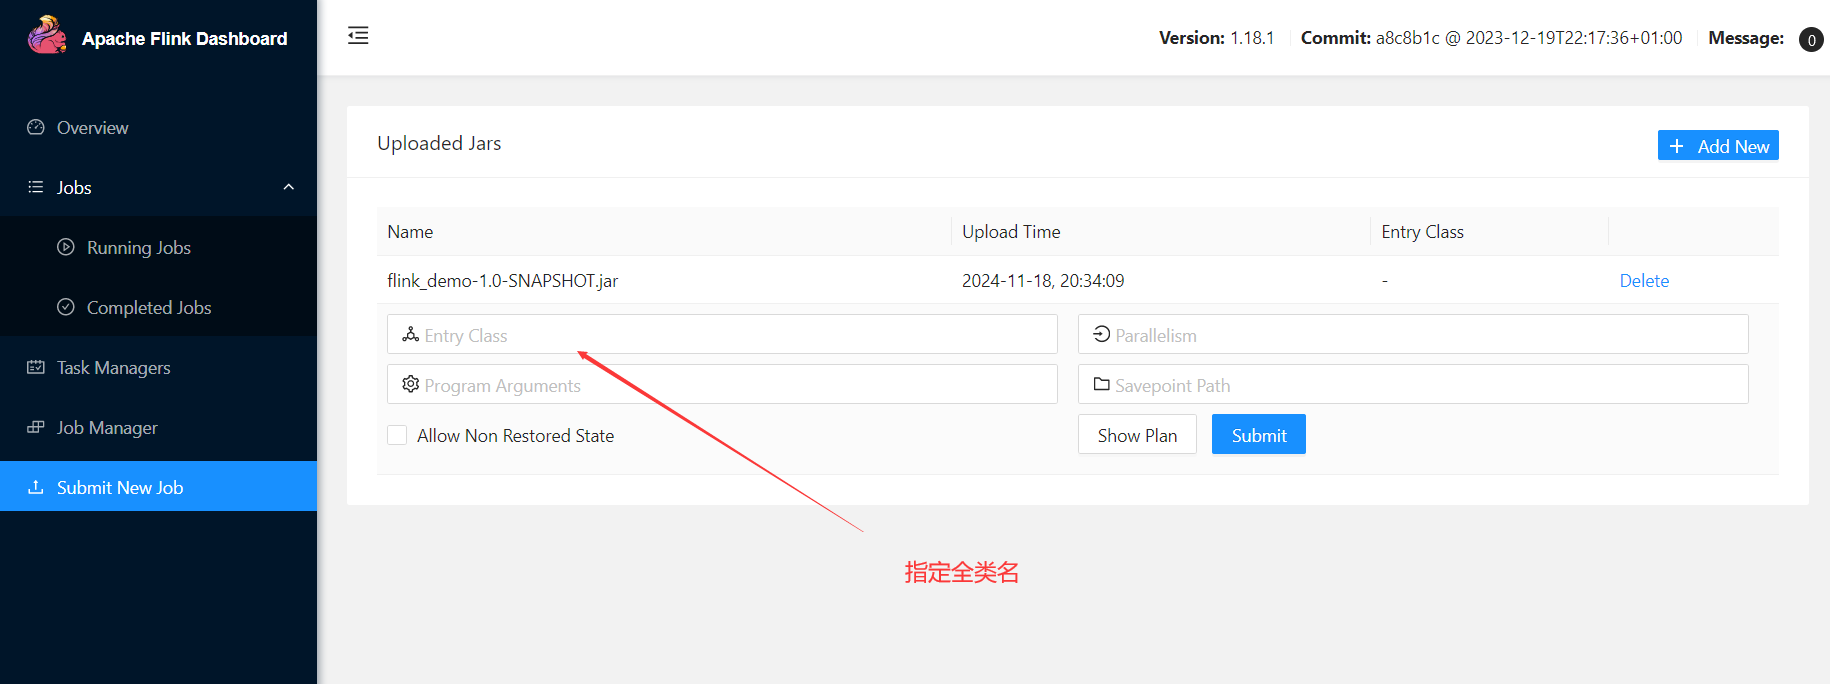 Apache Flink Dashboard
Version: 1.18.1 Commit: a8c8b1c @ 2023-12-19T22:17:36+01:00 Message: 0
Overview
Jobs
Running Jobs
Completed Jobs
Task Managers
Job Manager
Submit New Job
Uploaded Jars
Add New
Name Upload Time Entry Class
flink_demo-1.0-SNAPSHOT.jar 2024-11-18, 20:34:09 - Delete
Entry Class Parallelism
Program Arguments Savepoint Path
Allow Non Restored State Show Plan Submit
指定全类名